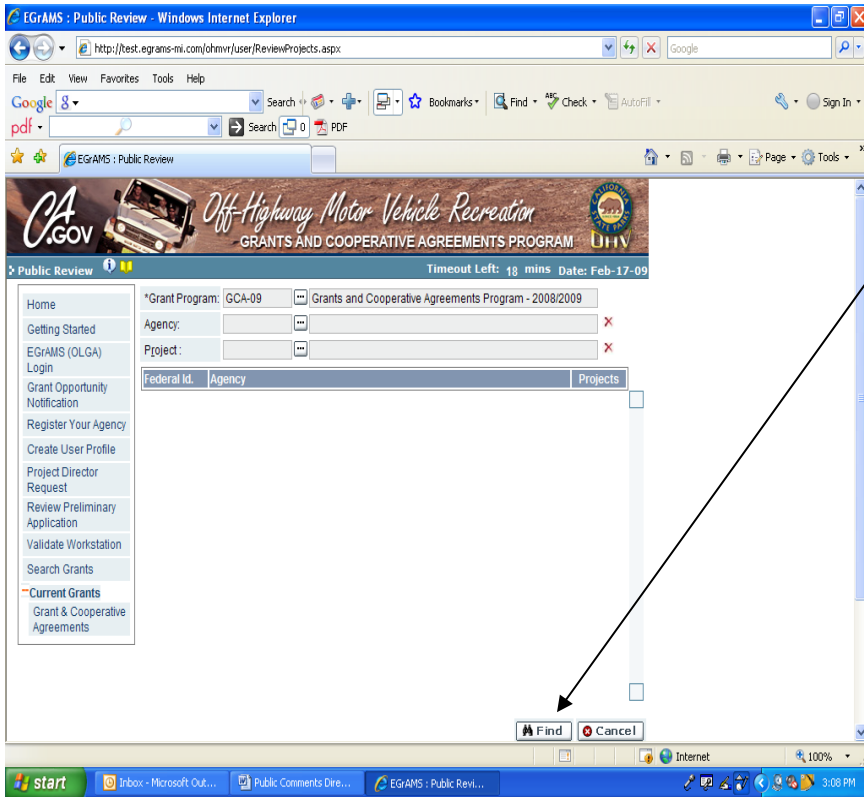 EGrAMS : Public Review - Windows Internet Explorer
http://test.egrams-mi.com/ohmvr/user/ReviewProjects.aspx
Google
File Edit View Favorites Tools Help
Google Search Bookmarks Find ABC Check AutoFill Sign In
pdf Search 0 PDF
EGrAMS : Public Review Page Tools
CA.GOV
Off-Highway Motor Vehicle Recreation
GRANTS AND COOPERATIVE AGREEMENTS PROGRAM
CALIFORNIA STATE PARKS OHV
Public Review Timeout Left: 18 mins Date: Feb-17-09
Home
Getting Started
EGrAMS (OLGA)
Login
Grant Opportunity
Notification
Register Your Agency
Create User Profile
Project Director
Request
Review Preliminary
Application
Validate Workstation
Search Grants
Current Grants
Grant & Cooperative
Agreements
*Grant Program: GCA-09 ... Grants and Cooperative Agreements Program - 2008/2009
Agency: ...
Project : ...
Federal Id. Agency Projects
Find Cancel
Internet 100%
start Inbox - Microsoft Out... Public Comments Dire... EGrAMS : Public Revi... 3:08 PM